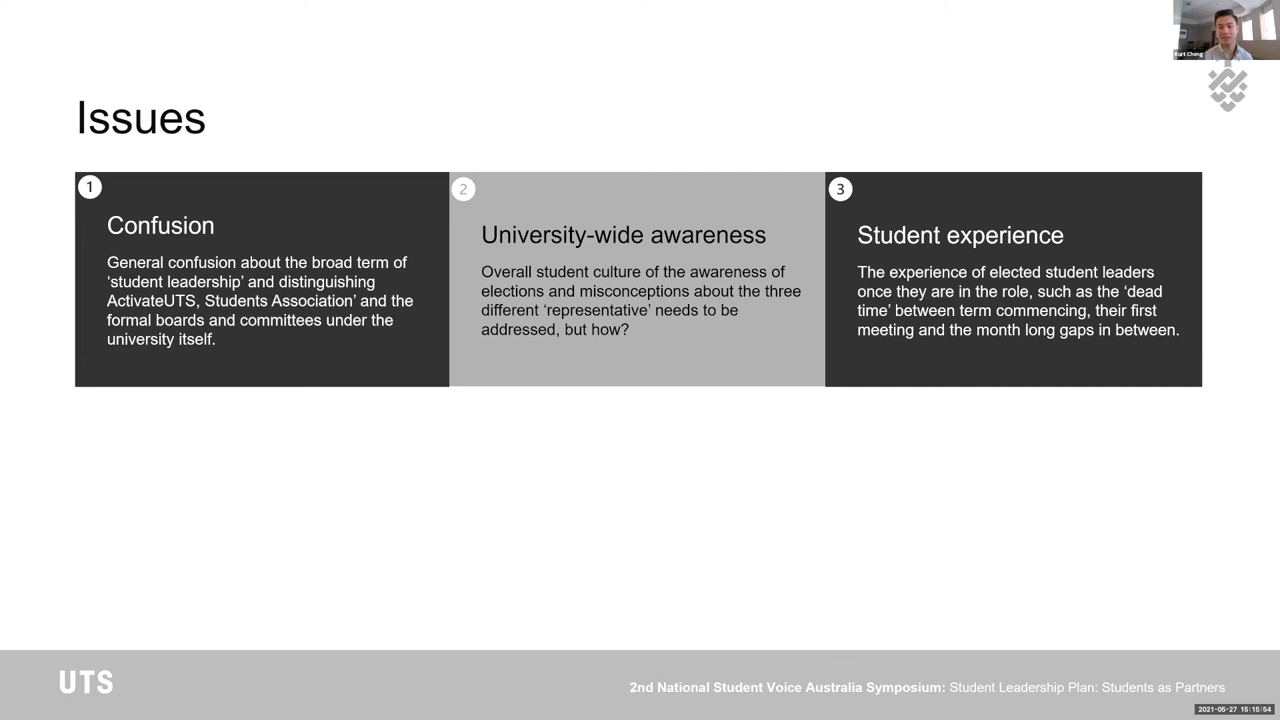 Kurt Cheng
Issues
1
Confusion
General confusion about the broad term of
‘student leadership’ and distinguishing
ActivateUTS, Students Association’ and the
formal boards and committees under the
university itself.
2
University-wide awareness
Overall student culture of the awareness of
elections and misconceptions about the three
different ‘representative’ needs to be
addressed, but how?
3
Student experience
The experience of elected student leaders
once they are in the role, such as the ‘dead
time’ between term commencing, their first
meeting and the month long gaps in between.
UTS
2nd National Student Voice Australia Symposium: Student Leadership Plan: Students as Partners
2021-05-27 15:15:54